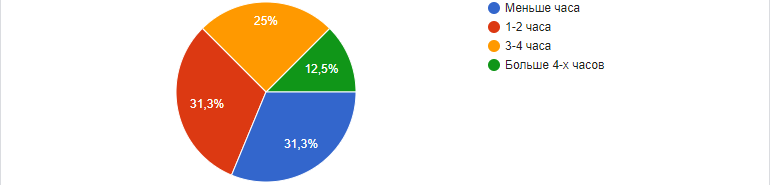 25%
12,5%
31,3%
31,3%
Меньше часа
1-2 часа
3-4 часа
Больше 4-х часов